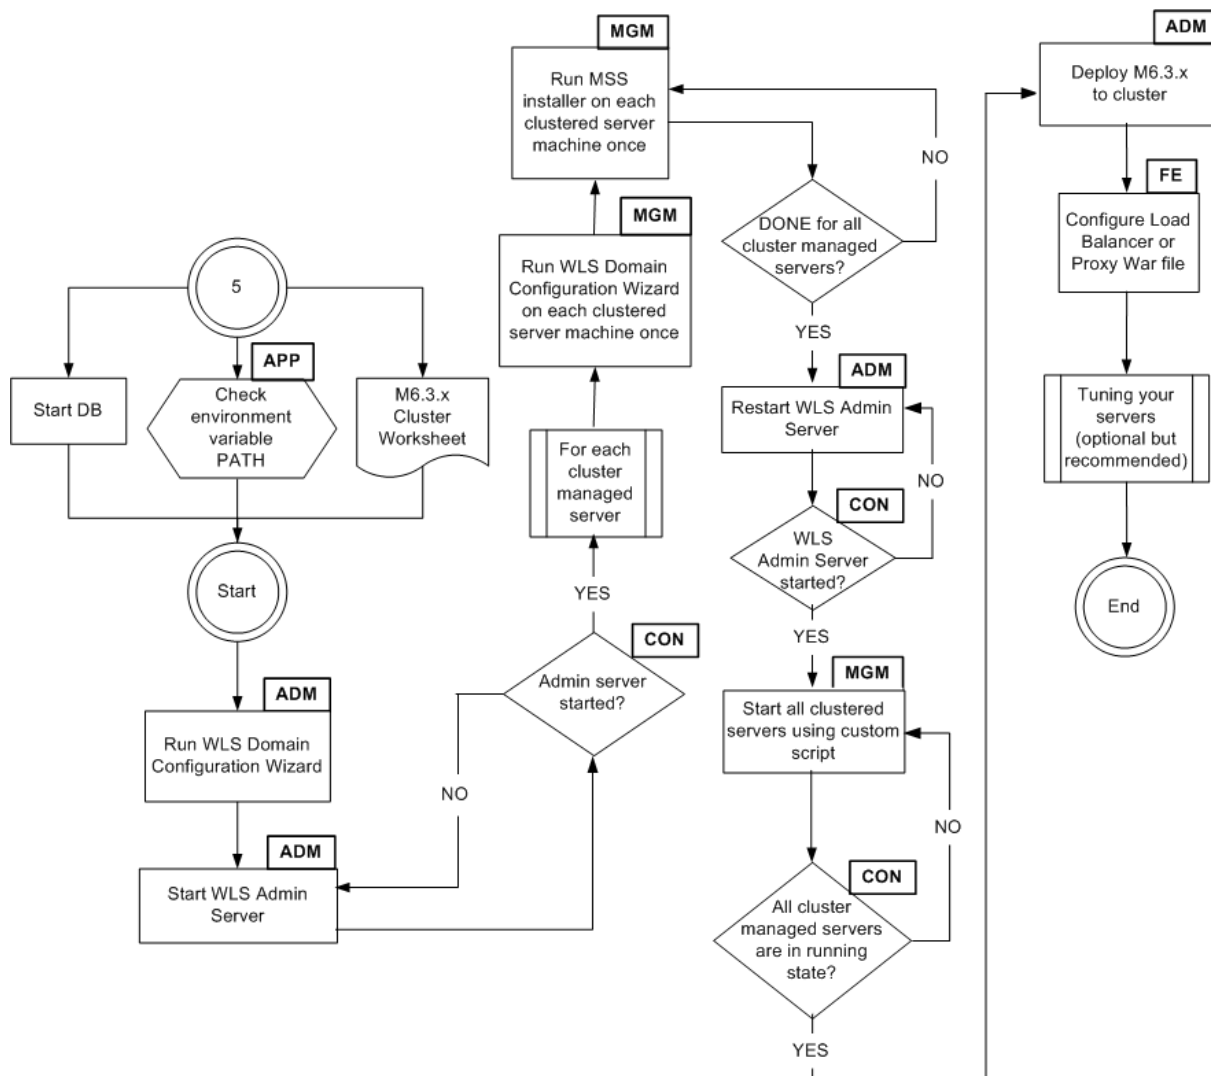 5
Start DB
APP
Check
environment
variable
PATH
M6.3.x
Cluster
Worksheet
Start
ADM
Run WLS Domain
Configuration Wizard
ADM
Start WLS Admin
Server
CON
Admin server
started?
NO
YES
For each
cluster
managed
server
MGM
Run WLS Domain
Configuration Wizard
on each clustered
server machine once
MGM
Run MSS
installer on each
clustered server
machine once
DONE for all
cluster managed
servers?
NO
YES
ADM
Restart WLS Admin
Server
CON
WLS
Admin Server
started?
NO
YES
MGM
Start all clustered
servers using custom
script
CON
All cluster
managed servers
are in running
state?
NO
YES
ADM
Deploy M6.3.x
to cluster
FE
Configure Load
Balancer or
Proxy War file
Tuning your
servers
(optional but
recommended)
End